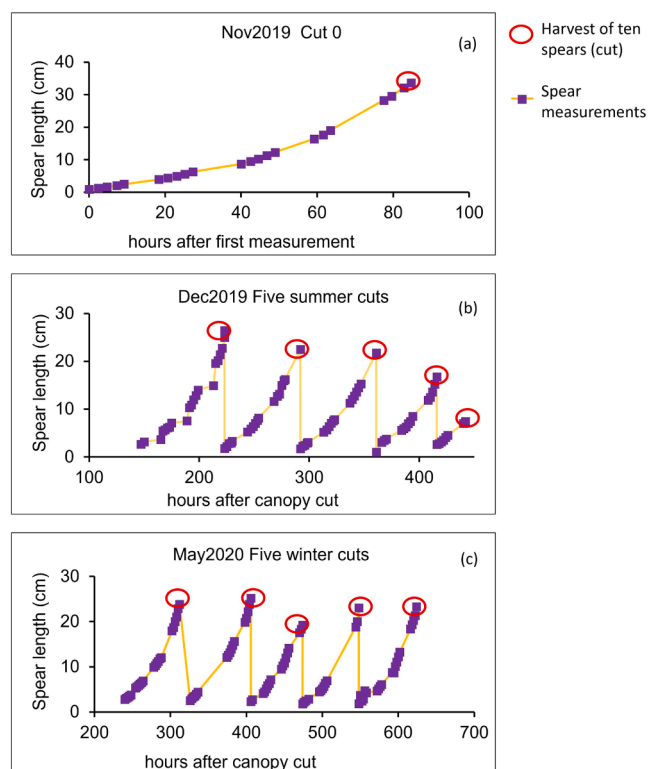 Nov2019 Cut 0
(a)
Spear length (cm)
40
30
20
10
0
0 20 40 60 80 100
hours after first measurement
Harvest of ten
spears (cut)
Spear
measurements
Dec2019 Five summer cuts
(b)
Spear length (cm)
30
20
10
0
100 200 300 400
hours after canopy cut
May2020 Five winter cuts
(c)
Spear length (cm)
30
20
10
0
200 300 400 500 600 700
hours after canopy cut